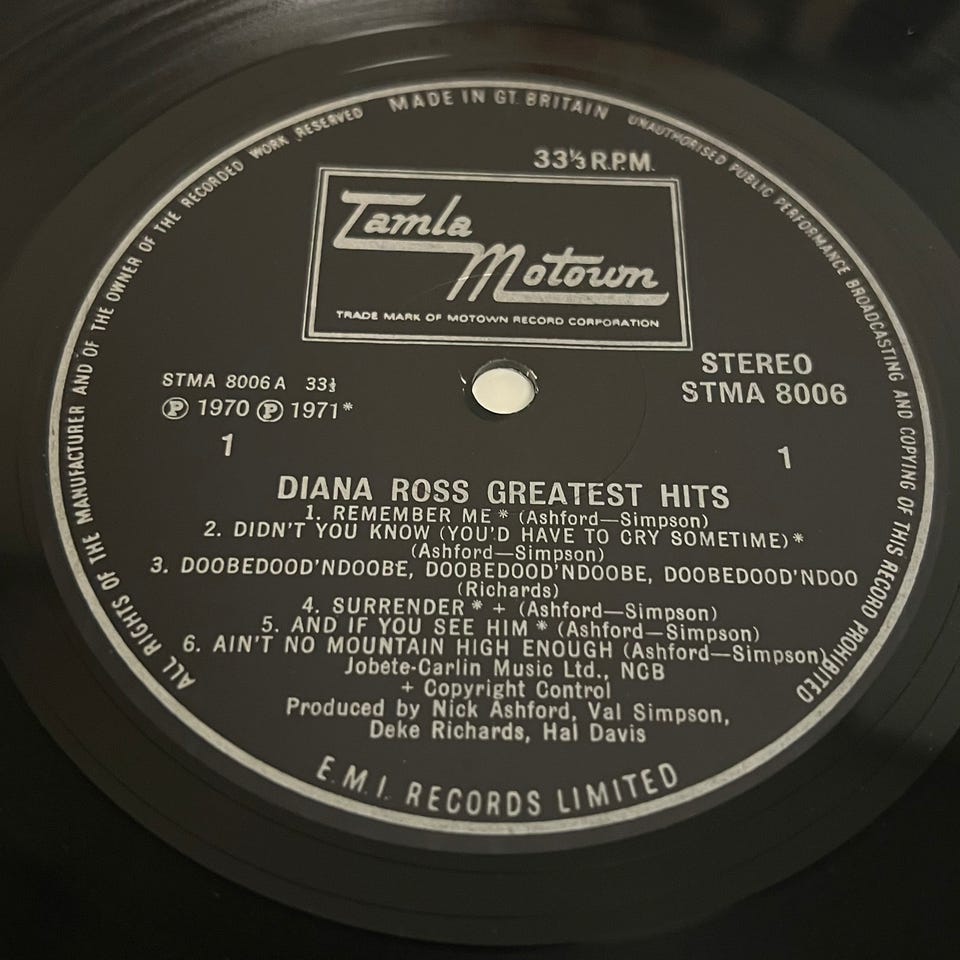 MADE IN GT. BRITAIN
UNAUTHORISED PUBLIC PERFORMANCE BROADCASTING AND COPYING OF THIS RECORD PROHIBITED
ALL RIGHTS OF THE MANUFACTURER AND OF THE OWNER OF THE RECORDED WORK RESERVED
33⅓ R.P.M.
Tamla
Motown
TRADE MARK OF MOTOWN RECORD CORPORATION
STEREO
STMA 8006
STMA 8006 A 33⅓
Ⓟ 1970 Ⓟ 1971*
1
1
DIANA ROSS GREATEST HITS
1. REMEMBER ME * (Ashford—Simpson)
2. DIDN'T YOU KNOW (YOU'D HAVE TO CRY SOMETIME)*
(Ashford—Simpson)
3. DOOBEDOOD'NDOOBE, DOOBEDOOD'NDOOBE, DOOBEDOOD'NDOO
(Richards)
4. SURRENDER * + (Ashford—Simpson)
5. AND IF YOU SEE HIM * (Ashford—Simpson)
6. AIN'T NO MOUNTAIN HIGH ENOUGH (Ashford—Simpson)
Jobete-Carlin Music Ltd., NCB
+ Copyright Control
Produced by Nick Ashford, Val Simpson,
Deke Richards, Hal Davis
E.M.I. RECORDS LIMITED